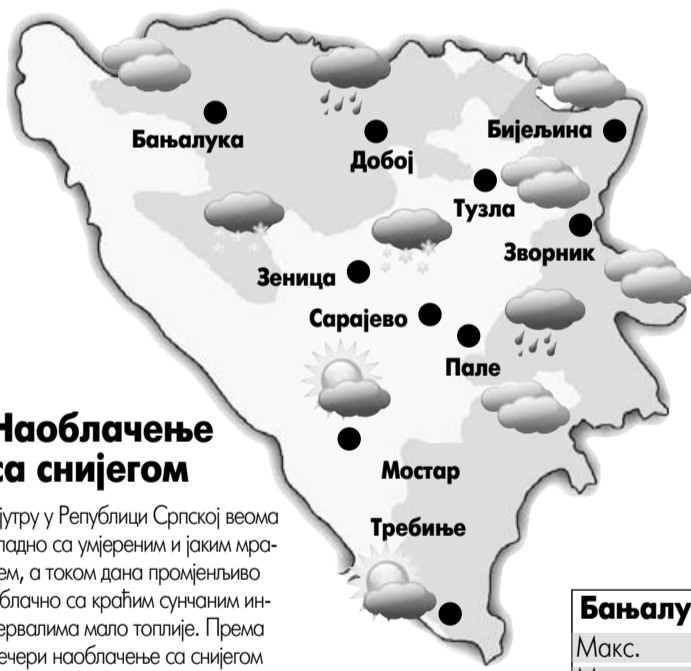 Бањалука
Добој
Бијељина
Тузла
Зворник
Зеница
Сарајево
Пале
Мостар
Требиње
Наоблачење
са снијегом
јутру у Републици Српској веома
ладно са умјереним и јаким мра-
ем, а током дана промјенљиво
блачно са краћим сунчаним ин-
ервалима мало топлије. Према
ечери наоблачење са снијегом
Бањалу
Макс.